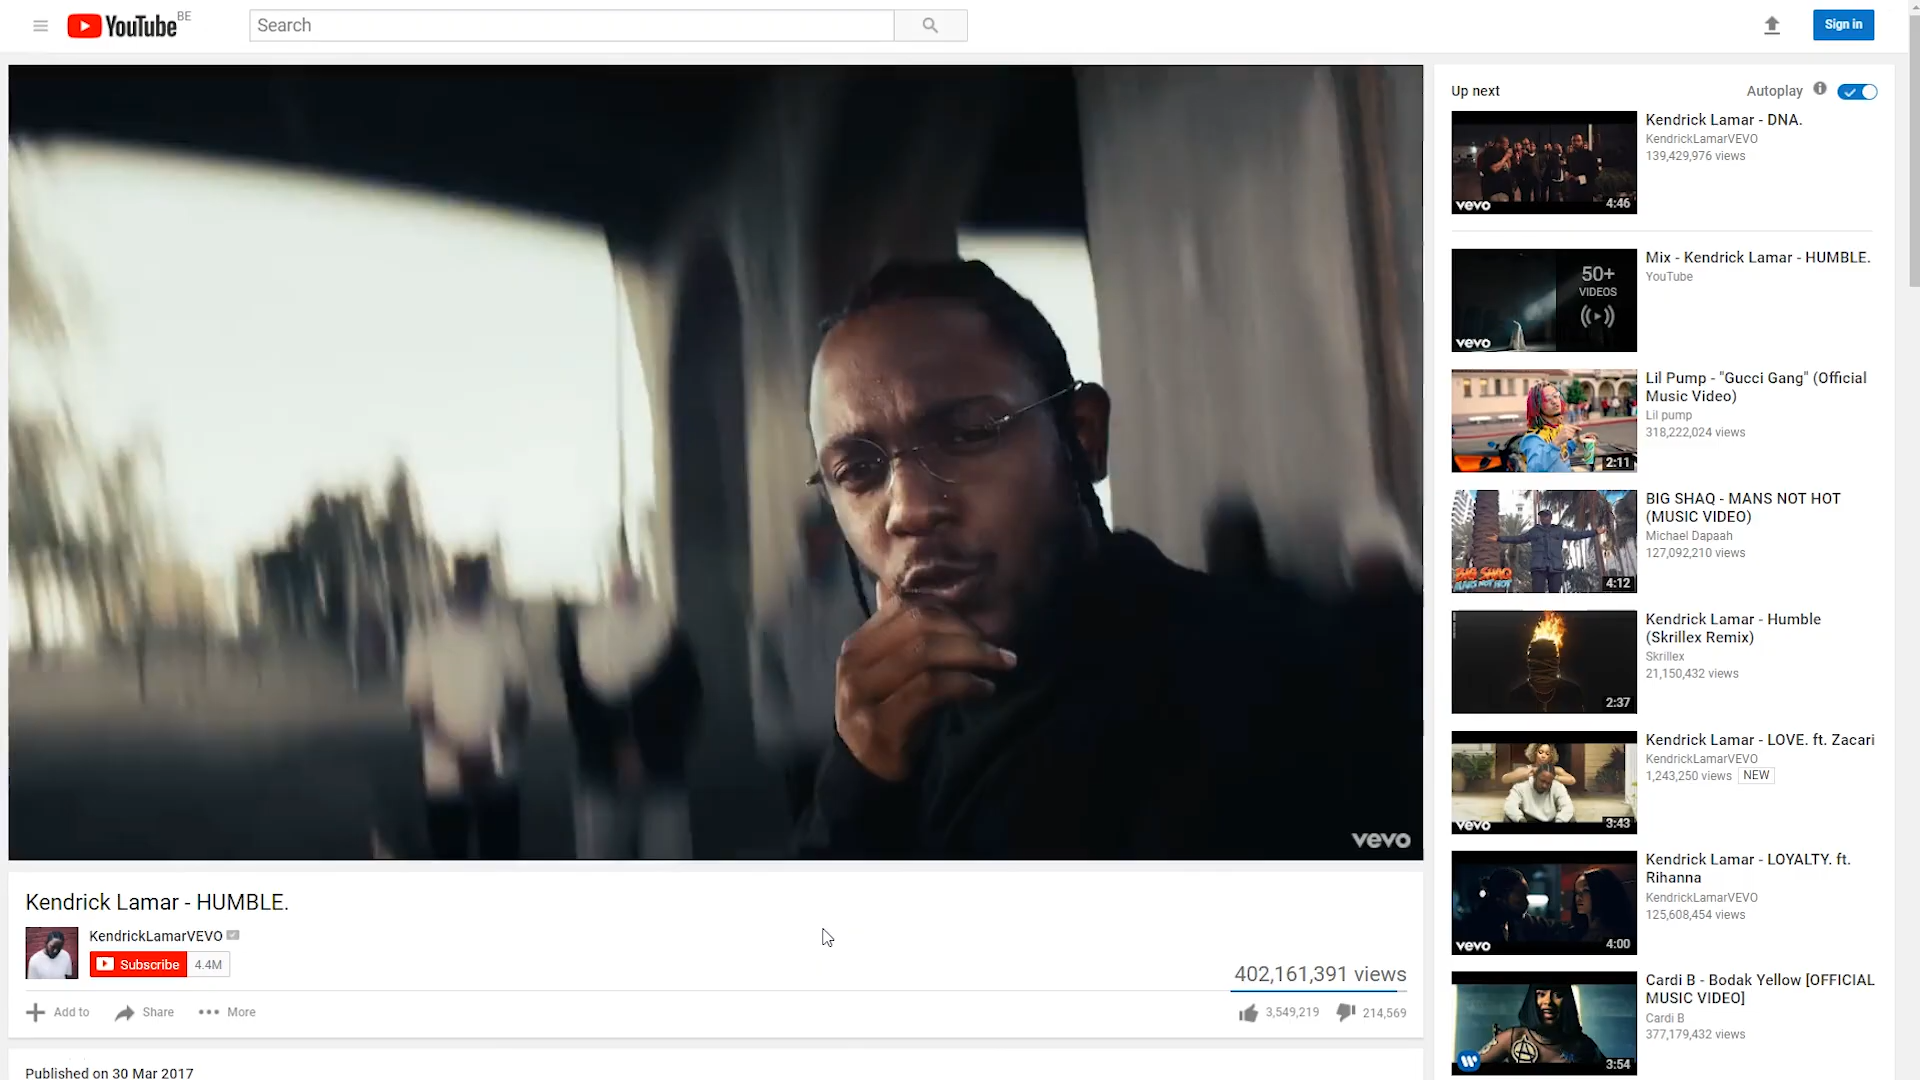 YouTube BE
Search
Sign in
vevo
Kendrick Lamar - HUMBLE.
KendrickLamarVEVO
Subscribe 4.4M
402,161,391 views
Add to Share More
3,549,219 214,569
Published on 30 Mar 2017
Up next
Autoplay
Kendrick Lamar - DNA.
KendrickLamarVEVO
139,429,976 views
vevo
4:46
Mix - Kendrick Lamar - HUMBLE.
YouTube
50+
VIDEOS
vevo
Lil Pump - "Gucci Gang" (Official
Music Video)
Lil pump
318,222,024 views
2:11
BIG SHAQ - MANS NOT HOT
(MUSIC VIDEO)
Michael Dapaah
127,092,210 views
BIG SHAQ
MANS NOT HOT
4:12
Kendrick Lamar - Humble
(Skrillex Remix)
Skrillex
21,150,432 views
2:37
Kendrick Lamar - LOVE. ft. Zacari
KendrickLamarVEVO
1,243,250 views NEW
vevo
3:43
Kendrick Lamar - LOYALTY. ft.
Rihanna
KendrickLamarVEVO
125,608,454 views
vevo
4:00
Cardi B - Bodak Yellow [OFFICIAL
MUSIC VIDEO]
Cardi B
377,179,432 views
3:54